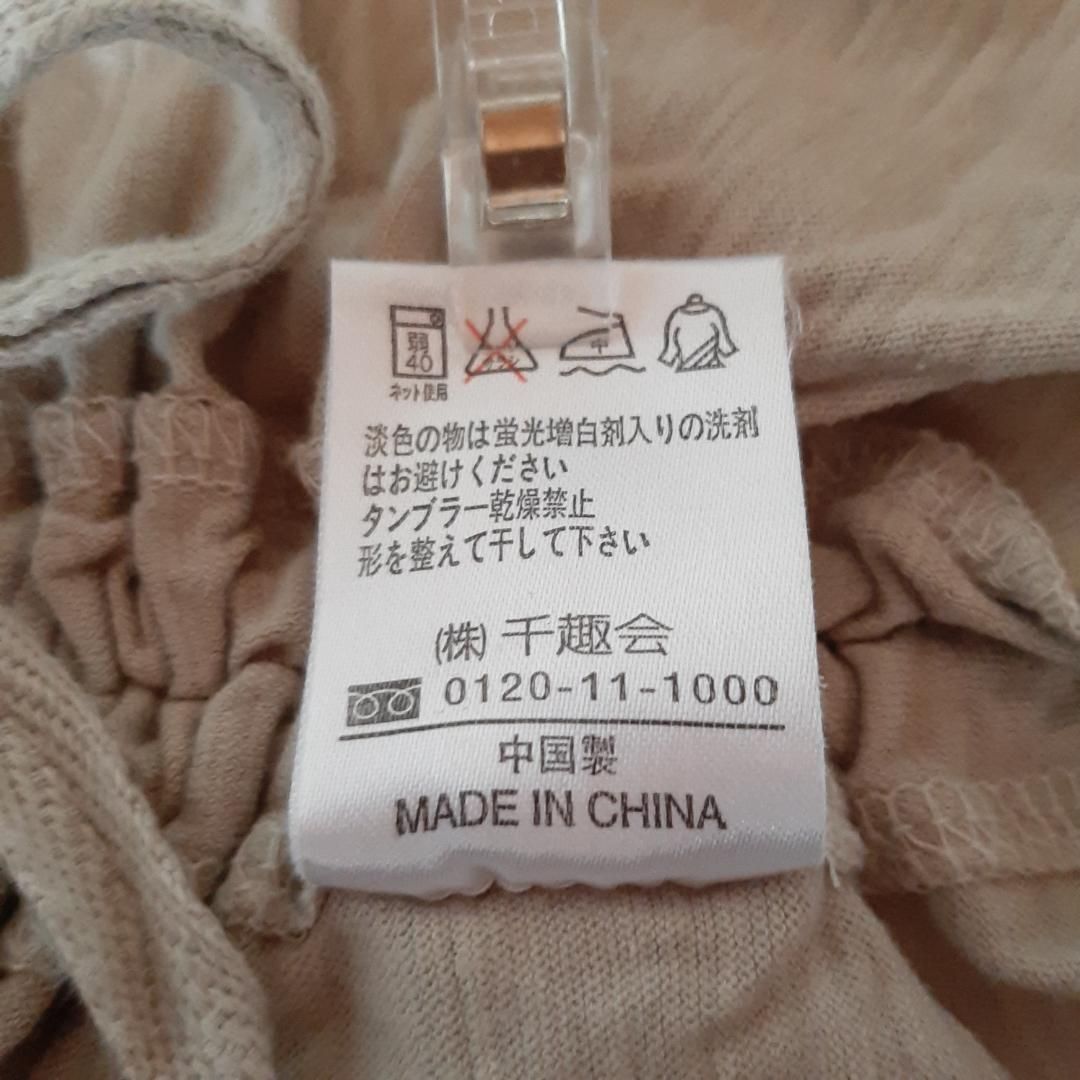 弱
40
ネット使用
中
淡色の物は蛍光増白剤入りの洗剤
はお避けください
タンブラー乾燥禁止
形を整えて干して下さい
(株) 千趣会
0120-11-1000
中国製
MADE IN CHINA